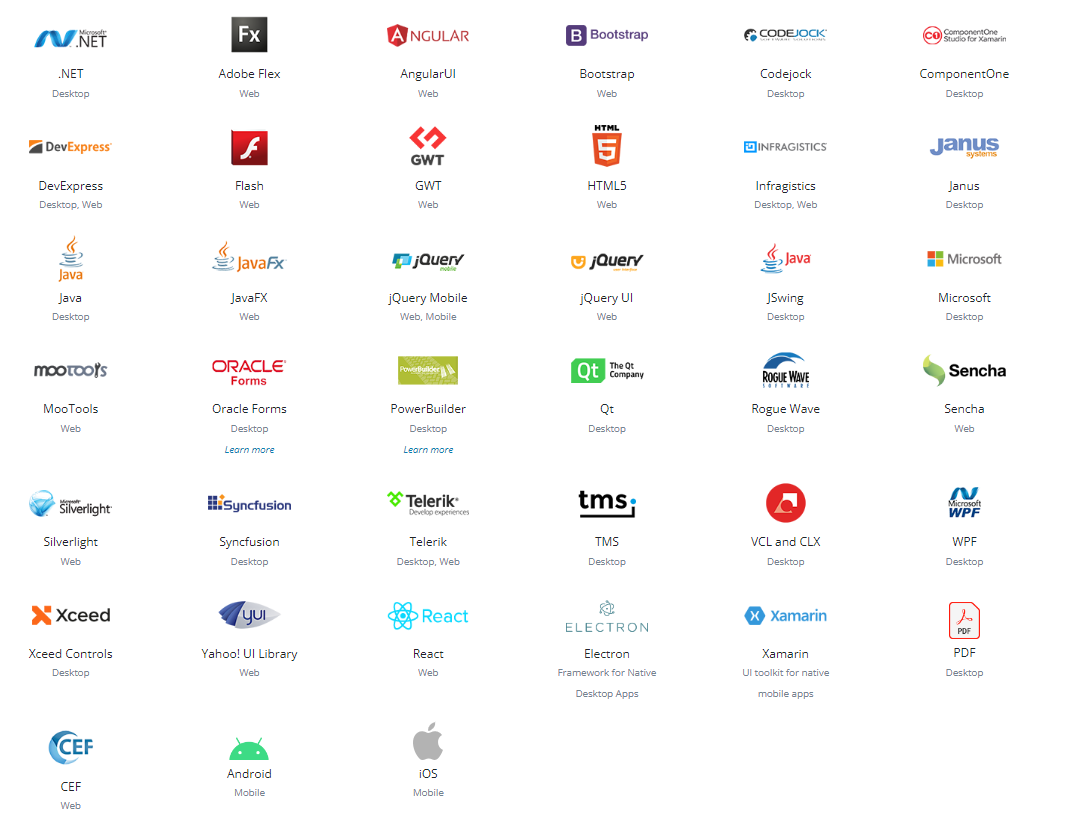 Microsoft .NET
Fx
ANGULAR
B Bootstrap
CODEJOCK
C1 ComponentOne
Studio for Xamarin
.NET
Adobe Flex
AngularUI
Bootstrap
Codejock
ComponentOne
Desktop
Web
Web
Web
Desktop
Desktop
DevExpress
GWT
HTML
5
INFRAGISTICS
Janus
systems
DevExpress
Flash
GWT
HTML5
Infragistics
Janus
Desktop, Web
Web
Web
Web
Desktop, Web
Desktop
Java
JavaFX
jQuery
mobile
jQuery
user interface
Java
Microsoft
Java
JavaFX
jQuery Mobile
jQuery UI
JSwing
Microsoft
Desktop
Web
Web, Mobile
Web
Desktop
Desktop
mootools
ORACLE
Forms
PowerBuilder
Qt The Qt
Company
ROGUE WAVE
SOFTWARE
Sencha
MooTools
Oracle Forms
PowerBuilder
Qt
Rogue Wave
Sencha
Web
Desktop
Desktop
Desktop
Desktop
Web
Learn more
Learn more
Microsoft
Silverlight
Syncfusion
Telerik
Develop experiences
tms;
Microsoft
WPF
Silverlight
Syncfusion
Telerik
TMS
VCL and CLX
WPF
Web
Desktop
Desktop, Web
Desktop
Desktop
Desktop
Xceed
YUI
React
ELECTRON
Xamarin
PDF
Xceed Controls
Yahoo! UI Library
React
Electron
Xamarin
PDF
Desktop
Web
Web
Framework for Native
Desktop Apps
UI toolkit for native
mobile apps
Desktop
CEF
CEF
Android
iOS
Web
Mobile
Mobile